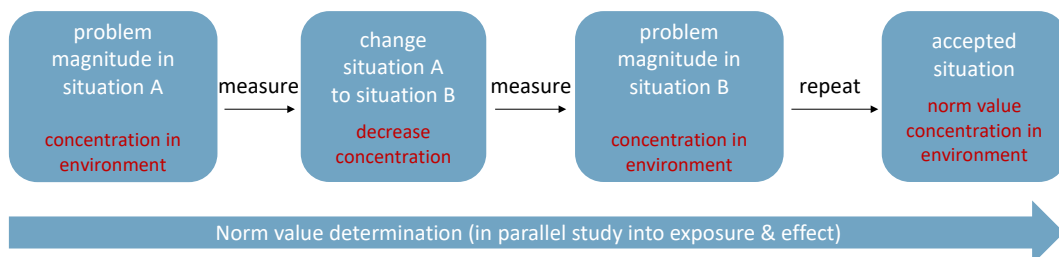 problem
magnitude in
situation A
concentration in
environment
measure
change
situation A
to situation B
decrease
concentration
measure
problem
magnitude in
situation B
concentration in
environment
repeat
accepted
situation
norm value
concentration in
environment
Norm value determination (in parallel study into exposure & effect)